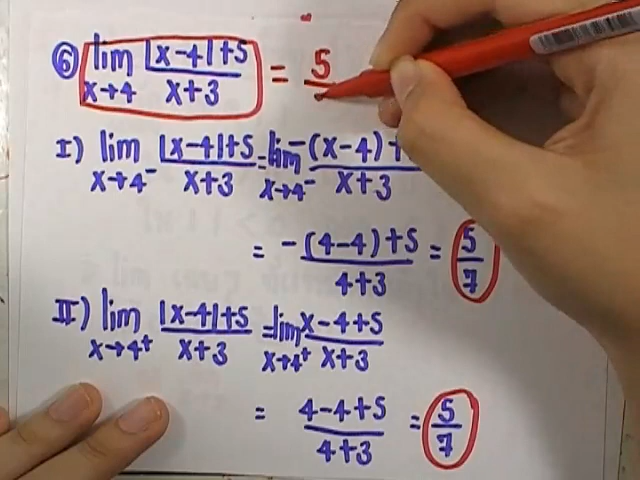 ⑥ lim x→4 |x-4|+5 / x+3 = 5
I) lim x→4⁻ |x-4|+5 / x+3 = lim x→4⁻ -(x-4)+ / x+3
= -(4-4)+5 / 4+3 = 5/7
II) lim x→4⁺ |x-4|+5 / x+3 = lim x→4⁺ x-4+5 / x+3
= 4-4+5 / 4+3 = 5/7